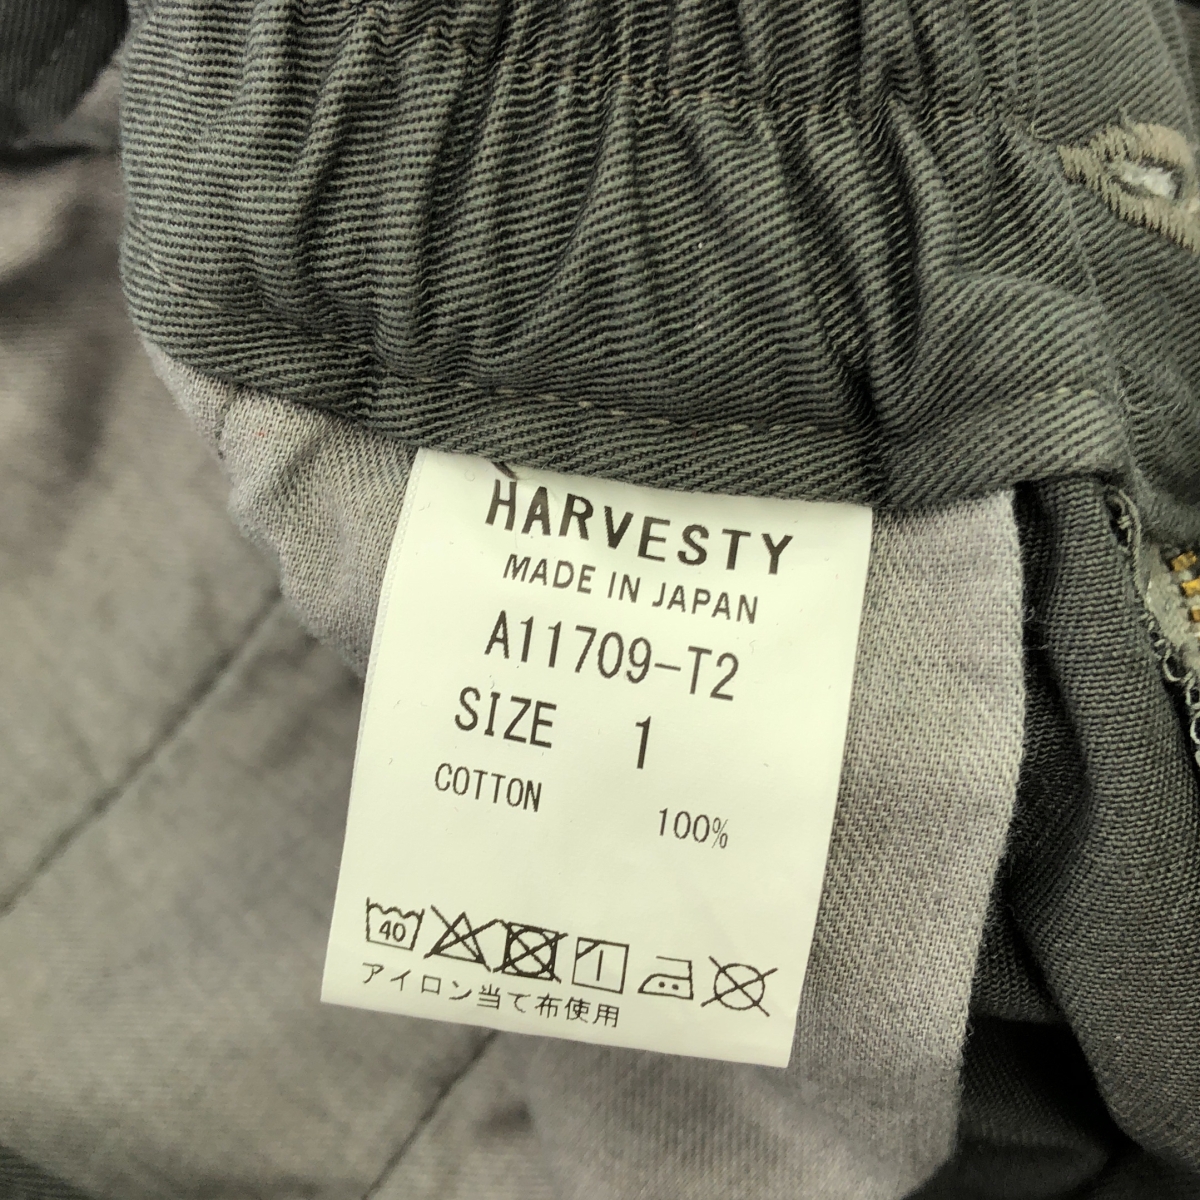 HARVESTY
MADE IN JAPAN
A11709-T2
SIZE 1
COTTON 100%
40
アイロン当て布使用